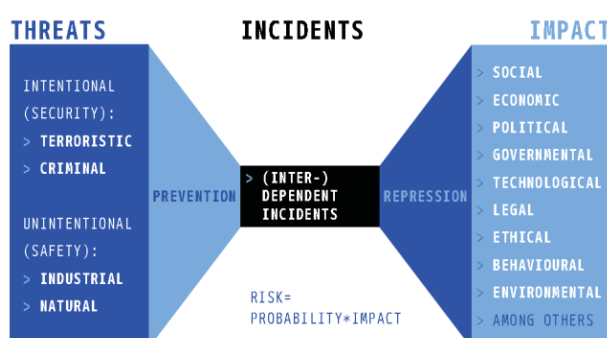 THREATS
INCIDENTS
IMPACT
INTENTIONAL
(SECURITY):
> TERRORISTIC
> CRIMINAL
UNINTENTIONAL
(SAFETY):
> INDUSTRIAL
> NATURAL
PREVENTION
> (INTER-)
DEPENDENT
INCIDENTS
REPRESSION
RISK=
PROBABILITY*IMPACT
> SOCIAL
> ECONOMIC
> POLITICAL
> GOVERNMENTAL
> TECHNOLOGICAL
> LEGAL
> ETHICAL
> BEHAVIOURAL
> ENVIRONMENTAL
> AMONG OTHERS